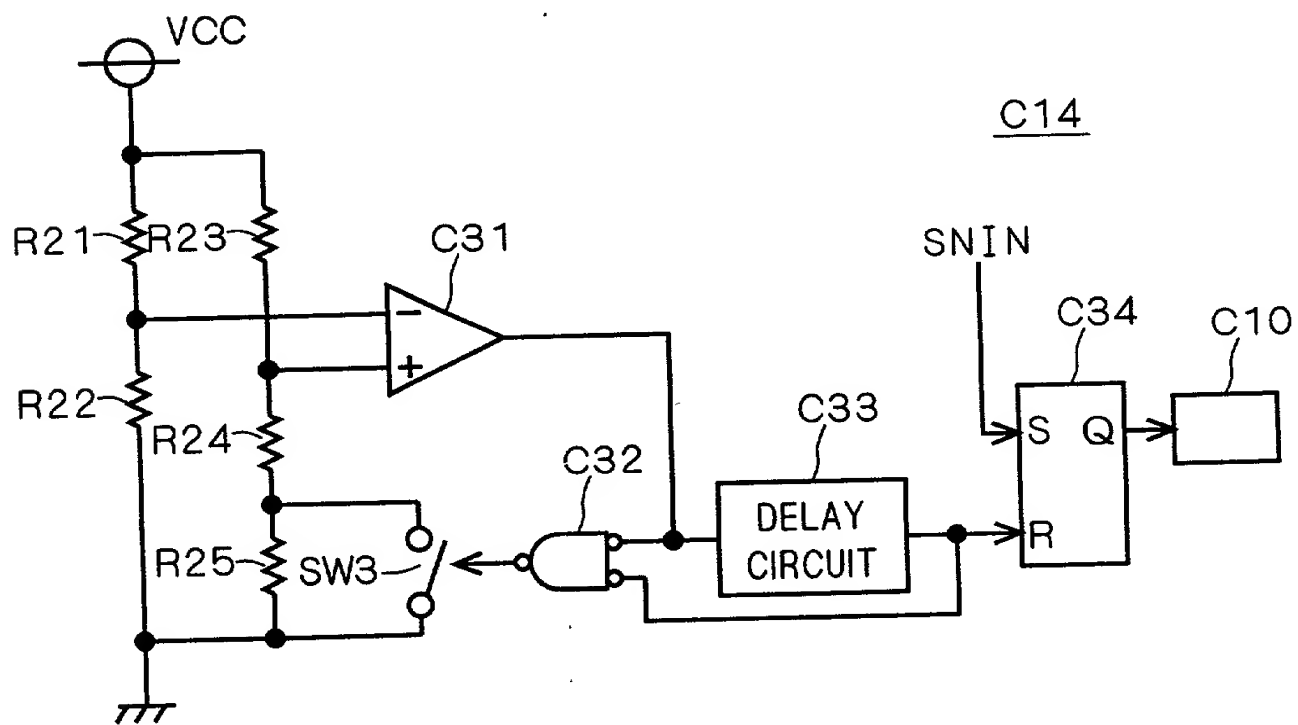 VCC
C14
R21
R23
C31
SNIN
C34
C10
R22
R24
C33
S Q
C32
DELAY
CIRCUIT
R
R25
SW3
−
+